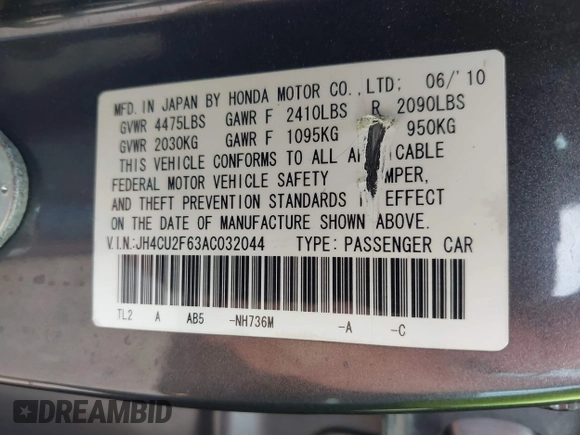 MFD. IN JAPAN BY HONDA MOTOR CO., LTD; 06/'10
GVWR 4475LBS GAWR F 2410LBS R 2090LBS
GVWR 2030KG GAWR F 1095KG 950KG
THIS VEHICLE CONFORMS TO ALL AP ICABLE
FEDERAL MOTOR VEHICLE SAFETY MPER,
AND THEFT PREVENTION STANDARDS I EFFECT
ON THE DATE OF MANUFACTURE SHOWN ABOVE.
V.I.N:JH4CU2F63AC032044 TYPE: PASSENGER CAR
TL2 A AB5 -NH736M -A -C
DREAMBID